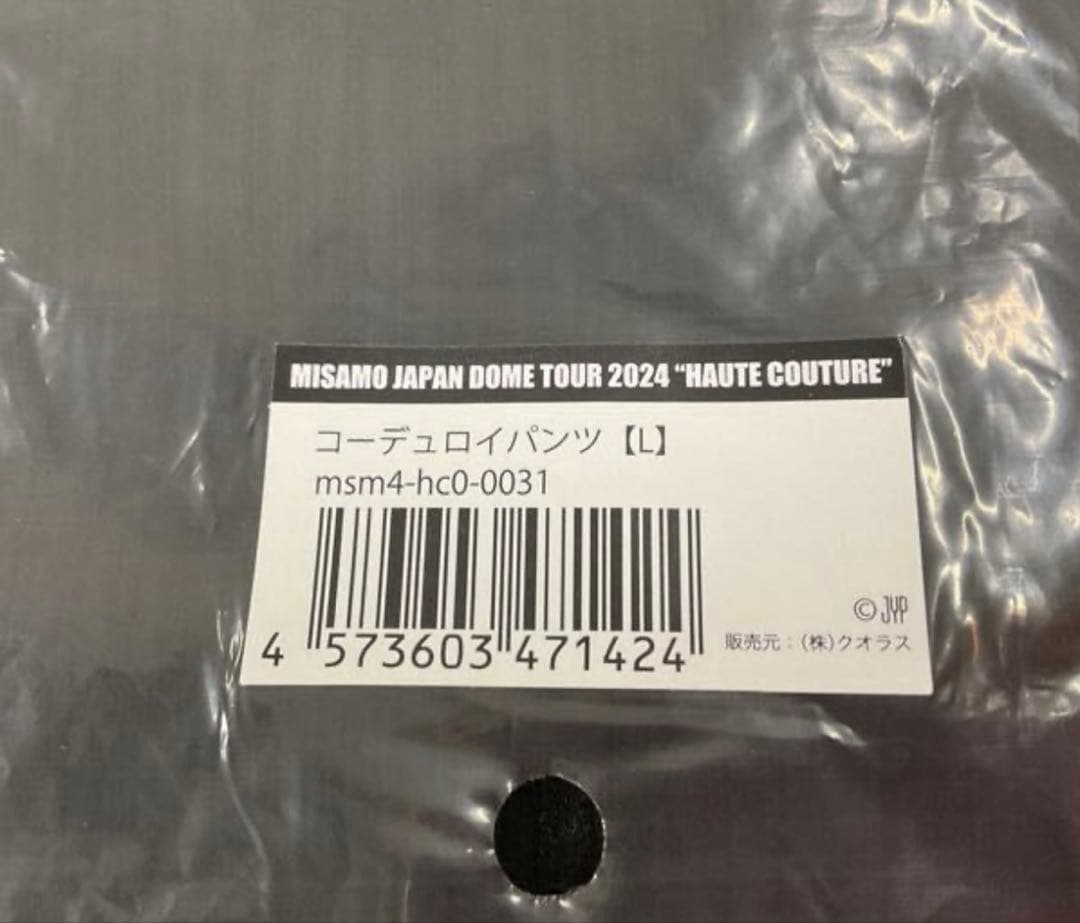 MISAMO JAPAN DOME TOUR 2024 “HAUTE COUTURE”
コーデュロイパンツ【L】
msm4-hc0-0031
4 573603 471424
© JYP
販売元：(株)クオラス